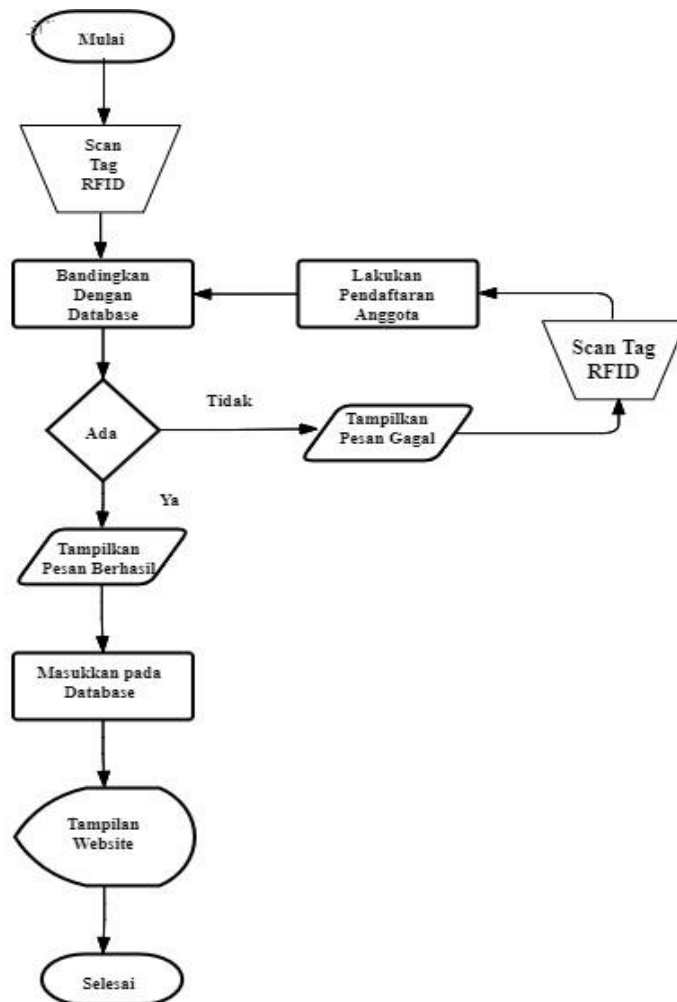 Mulai
Scan
Tag
RFID
Bandingkan
Dengan
Database
Lakukan
Pendaftaran
Anggota
Scan Tag
RFID
Ada
Tidak
Tampilkan
Pesan Gagal
Ya
Tampilkan
Pesan Berhasil
Masukkan pada
Database
Tampilan
Website
Selesai